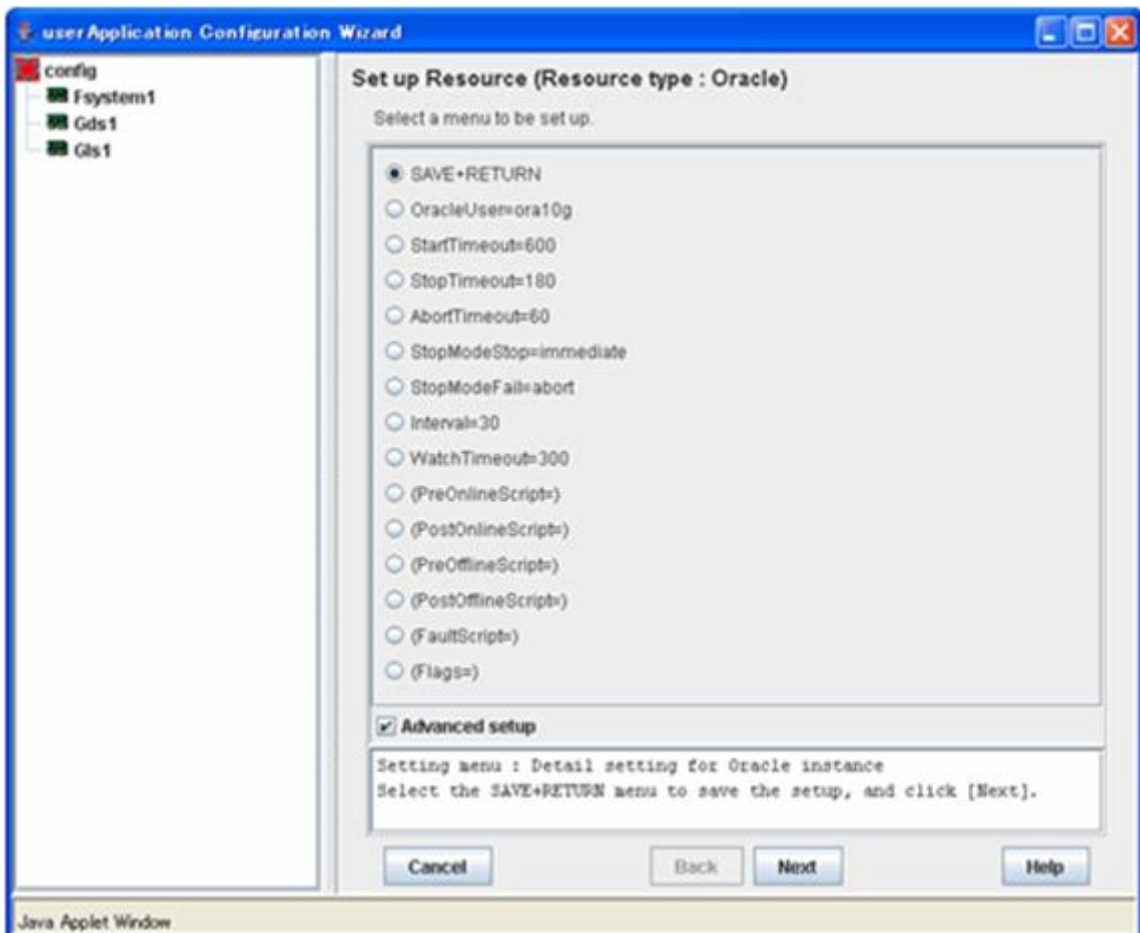 userApplication Configuration Wizard
config
Fsystem1
Gds1
Gls1
Set up Resource (Resource type : Oracle)
Select a menu to be set up.
SAVE+RETURN
OracleUser=ora10g
StartTimeout=600
StopTimeout=180
AbortTimeout=60
StopModeStop=immediate
StopModeFail=abort
Interval=30
WatchTimeout=300
(PreOnlineScript=)
(PostOnlineScript=)
(PreOfflineScript=)
(PostOfflineScript=)
(FaultScript=)
(Flags=)
Advanced setup
Setting menu : Detail setting for Oracle instance
Select the SAVE+RETURN menu to save the setup, and click [Next].
Cancel Back Next Help
Java Applet Window